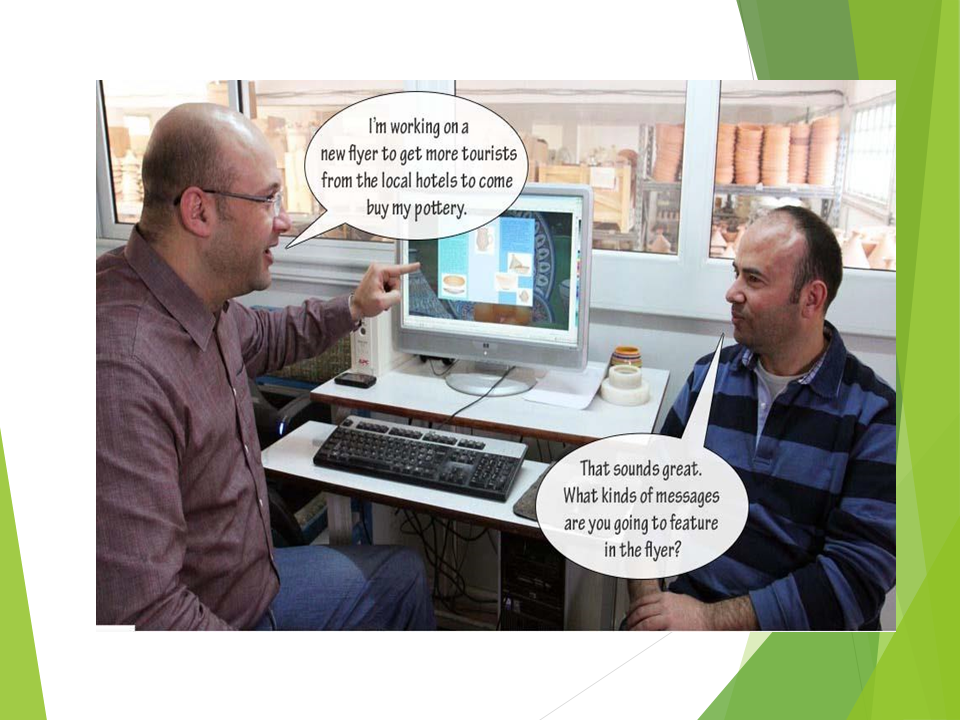 I'm working on a
new flyer to get more tourists
from the local hotels to come
buy my pottery.
That sounds great.
What kinds of messages
are you going to feature
in the flyer?